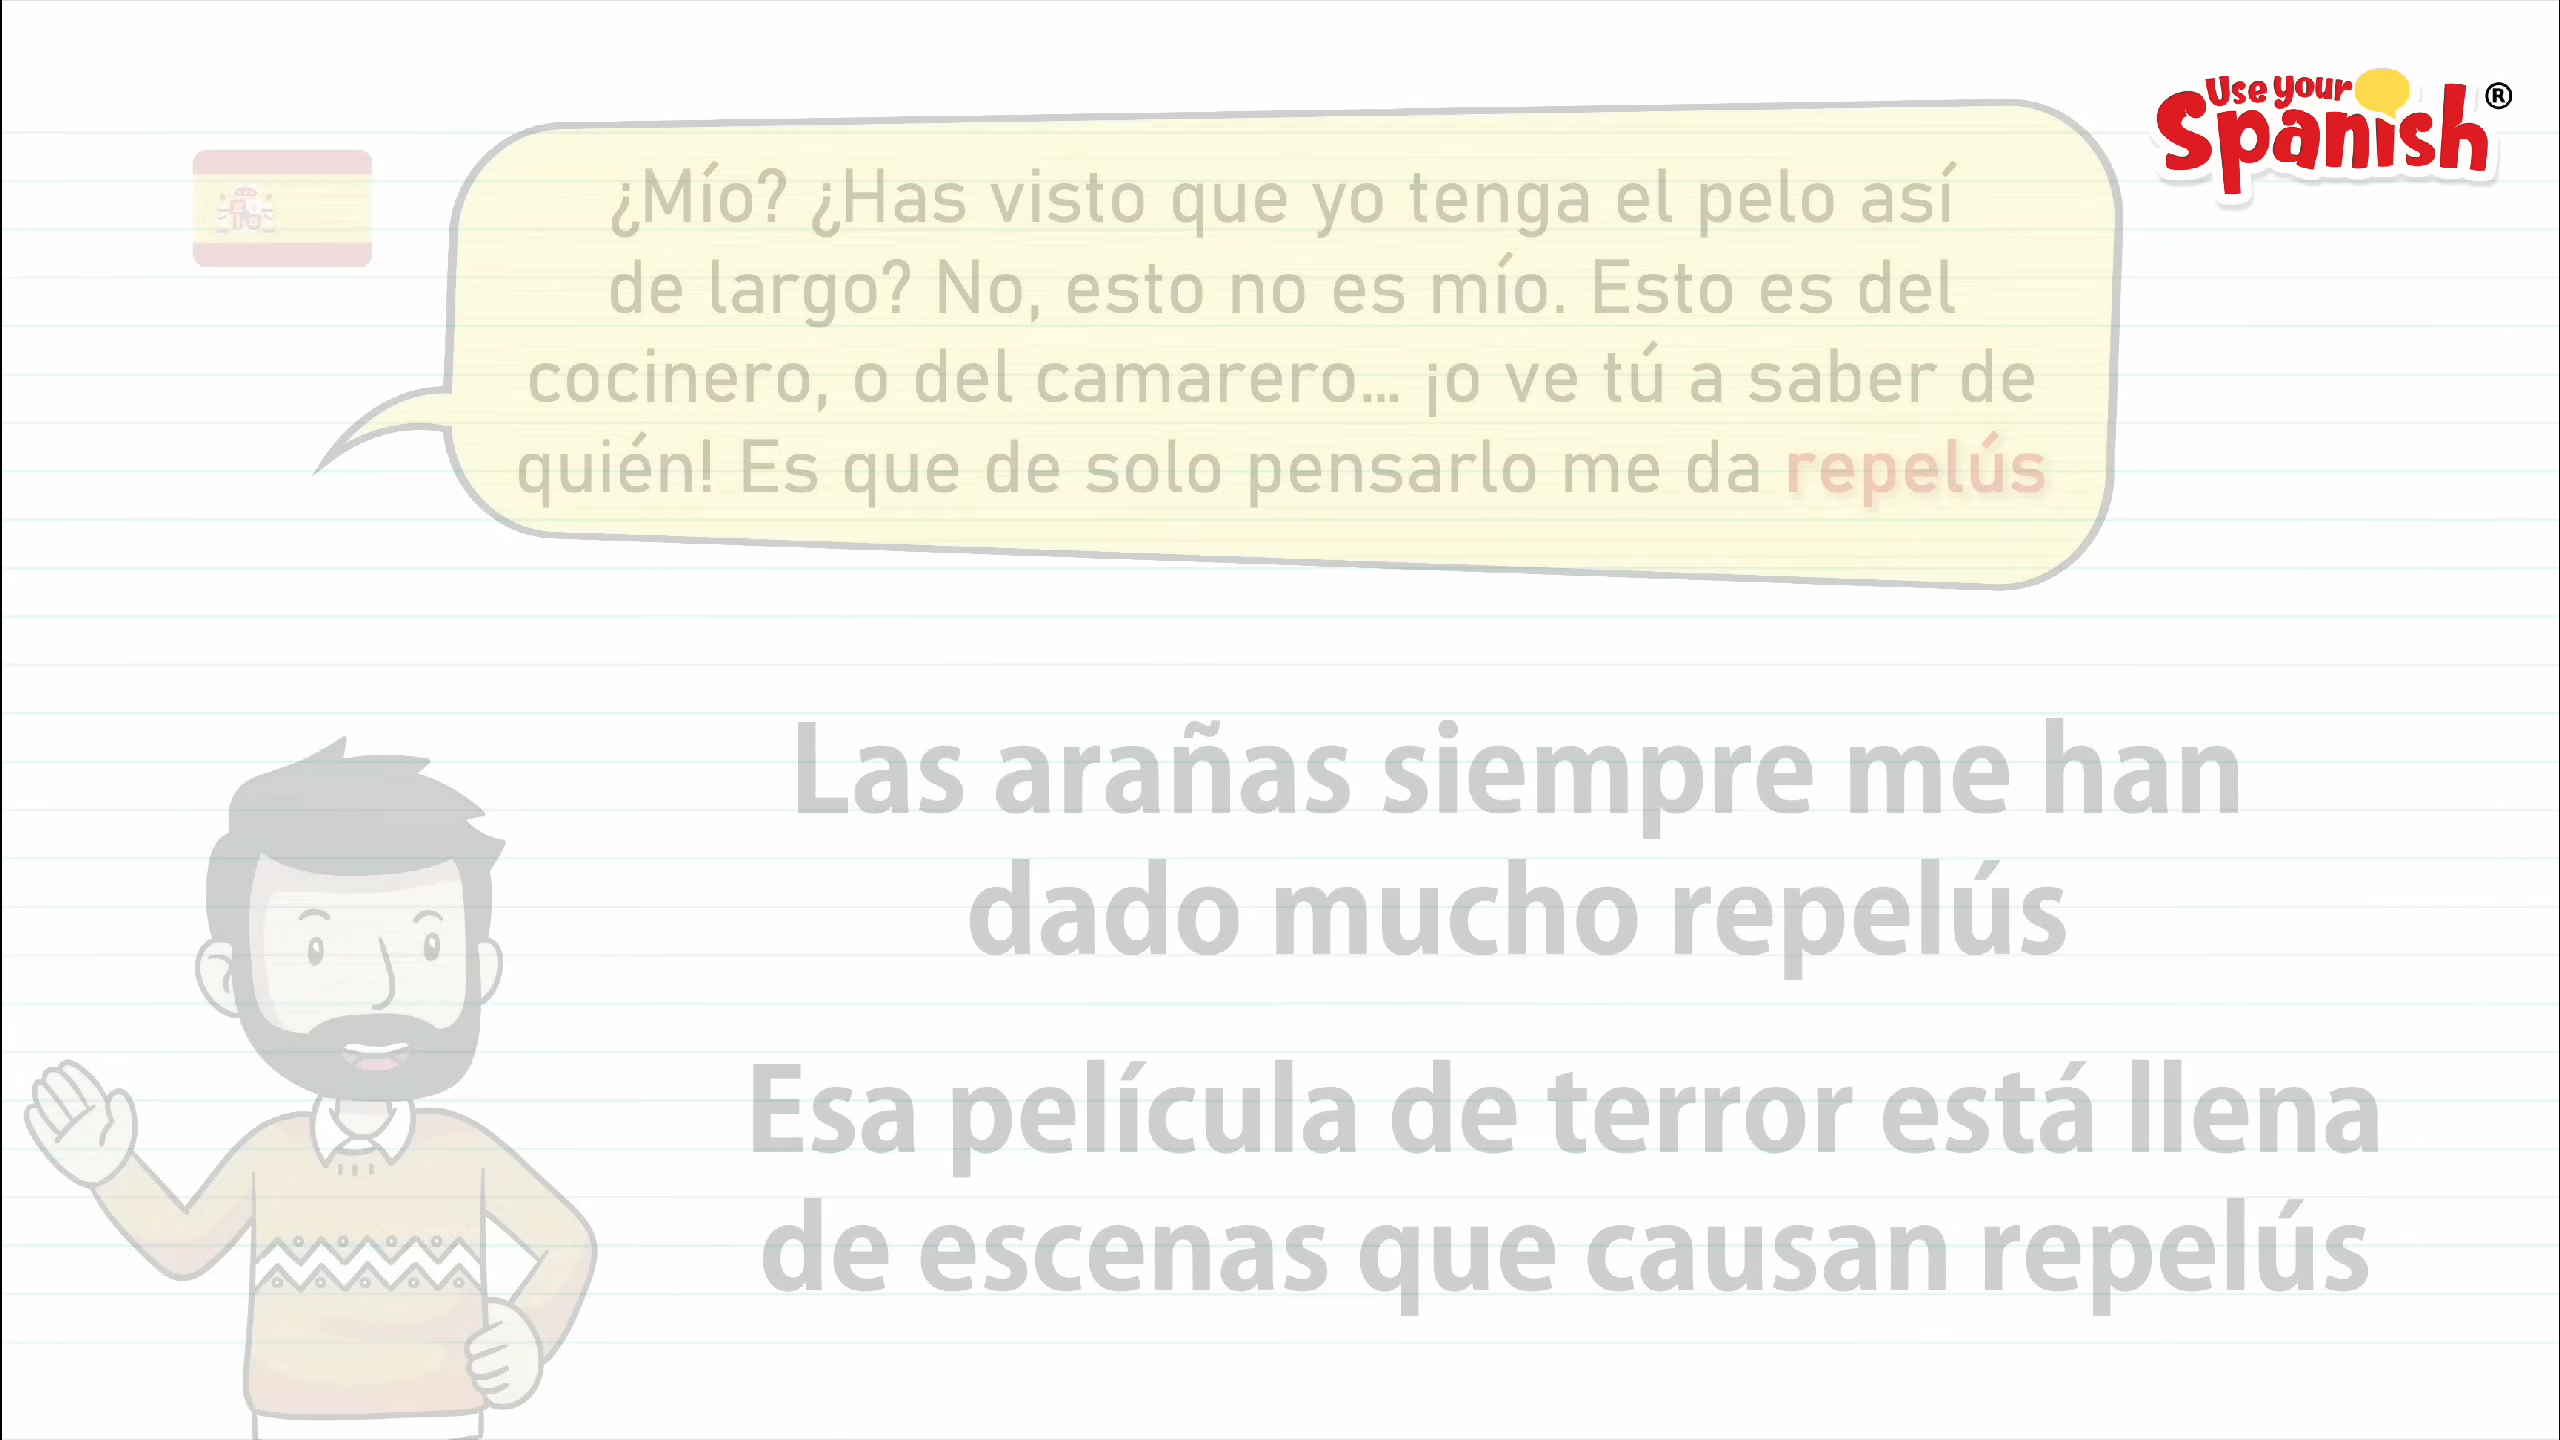 Use your
Spanish®
¿Mío? ¿Has visto que yo tenga el pelo así
de largo? No, esto no es mío. Esto es del
cocinero, o del camarero... ¡o ve tú a saber de
quién! Es que de solo pensarlo me da repelús
Las arañas siempre me han
dado mucho repelús
Esa película de terror está llena
de escenas que causan repelús